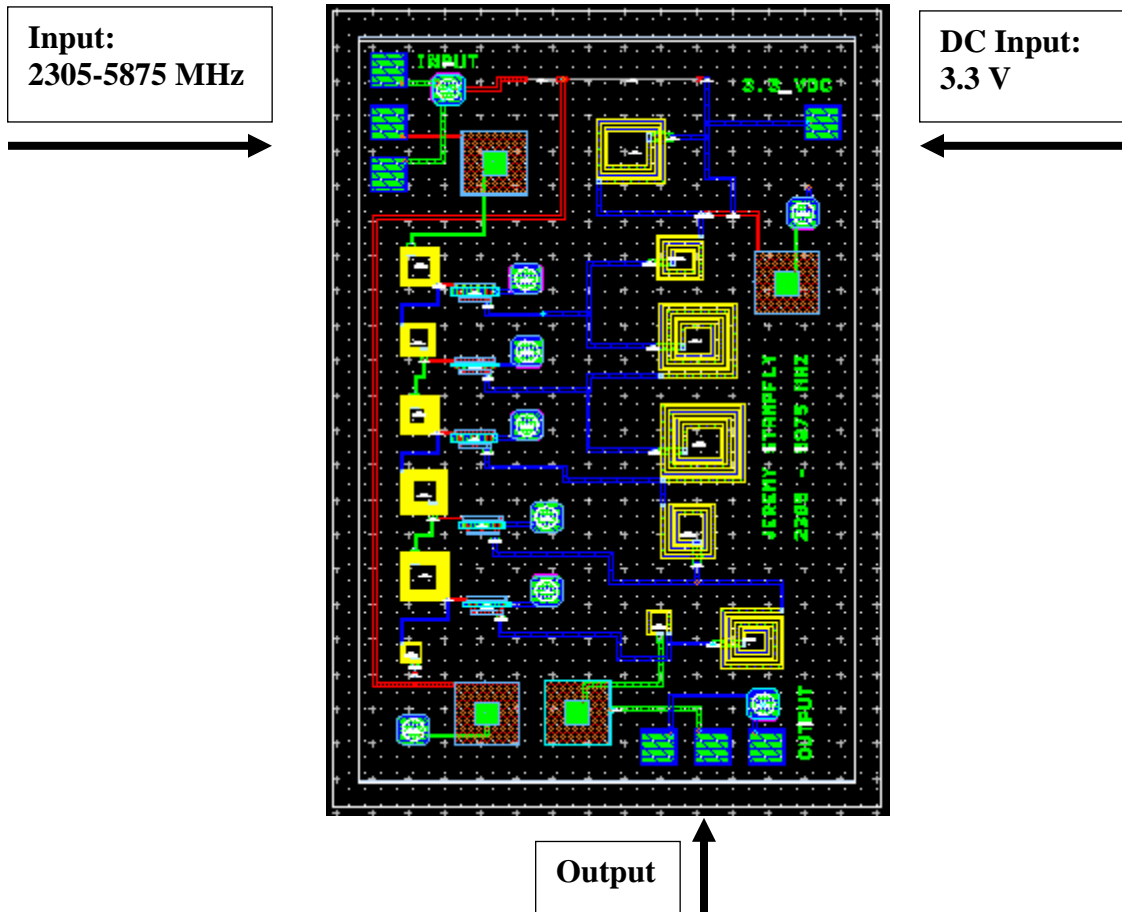 Input:
2305-5875 MHz
DC Input:
3.3 V
INPUT
3.3_VDC
JEREMY STAMPFLY
2305 - 5875 MHZ
OUTPUT
Output